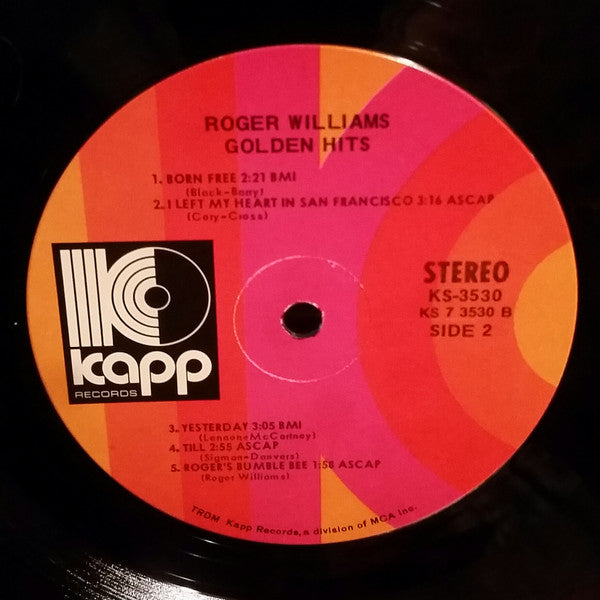 ROGER WILLIAMS
GOLDEN HITS
1. BORN FREE 2:21 BMI
(Black-Barry)
2. I LEFT MY HEART IN SAN FRANCISCO 3:16 ASCAP
(Cory-Cross)
STEREO
KS-3530
KS 7 3530 B
SIDE 2
kapp
RECORDS
3. YESTERDAY 3:05 BMI
(Lennon-McCartney)
4. TILL 2:55 ASCAP
(Sigman-Danvers)
5. ROGER'S BUMBLE BEE 1:58 ASCAP
(Roger Williams)
TRDM Kapp Records, a division of MCA Inc.